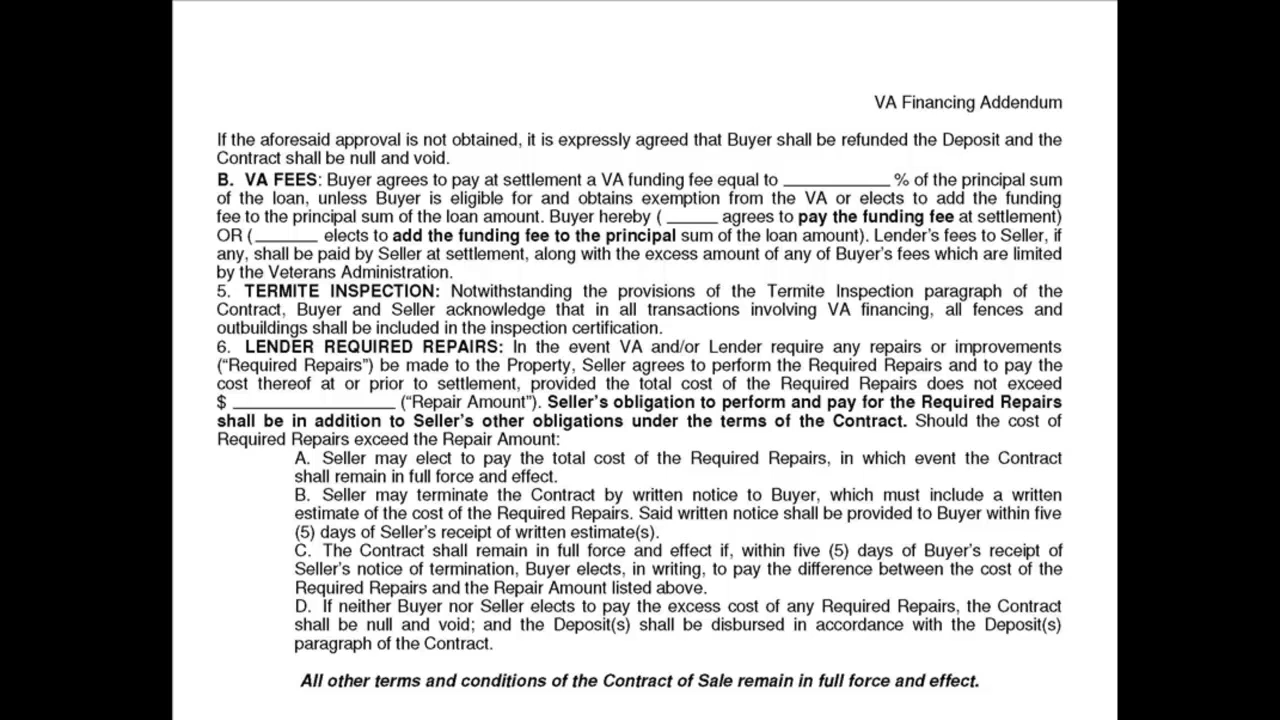 VA Financing Addendum
If the aforesaid approval is not obtained, it is expressly agreed that Buyer shall be refunded the Deposit and the
Contract shall be null and void.
B. VA FEES: Buyer agrees to pay at settlement a VA funding fee equal to ___________ % of the principal sum
of the loan, unless Buyer is eligible for and obtains exemption from the VA or elects to add the funding
fee to the principal sum of the loan amount. Buyer hereby ( _____ agrees to pay the funding fee at settlement)
OR ( ______ elects to add the funding fee to the principal sum of the loan amount). Lender's fees to Seller, if
any, shall be paid by Seller at settlement, along with the excess amount of any of Buyer's fees which are limited
by the Veterans Administration.
5. TERMITE INSPECTION: Notwithstanding the provisions of the Termite Inspection paragraph of the
Contract, Buyer and Seller acknowledge that in all transactions involving VA financing, all fences and
outbuildings shall be included in the inspection certification.
6. LENDER REQUIRED REPAIRS: In the event VA and/or Lender require any repairs or improvements
("Required Repairs") be made to the Property, Seller agrees to perform the Required Repairs and to pay the
cost thereof at or prior to settlement, provided the total cost of the Required Repairs does not exceed
$ ________________ ("Repair Amount"). Seller's obligation to perform and pay for the Required Repairs
shall be in addition to Seller's other obligations under the terms of the Contract. Should the cost of
Required Repairs exceed the Repair Amount:
A. Seller may elect to pay the total cost of the Required Repairs, in which event the Contract
shall remain in full force and effect.
B. Seller may terminate the Contract by written notice to Buyer, which must include a written
estimate of the cost of the Required Repairs. Said written notice shall be provided to Buyer within five
(5) days of Seller's receipt of written estimate(s).
C. The Contract shall remain in full force and effect if, within five (5) days of Buyer's receipt of
Seller's notice of termination, Buyer elects, in writing, to pay the difference between the cost of the
Required Repairs and the Repair Amount listed above.
D. If neither Buyer nor Seller elects to pay the excess cost of any Required Repairs, the Contract
shall be null and void; and the Deposit(s) shall be disbursed in accordance with the Deposit(s)
paragraph of the Contract.
All other terms and conditions of the Contract of Sale remain in full force and effect.